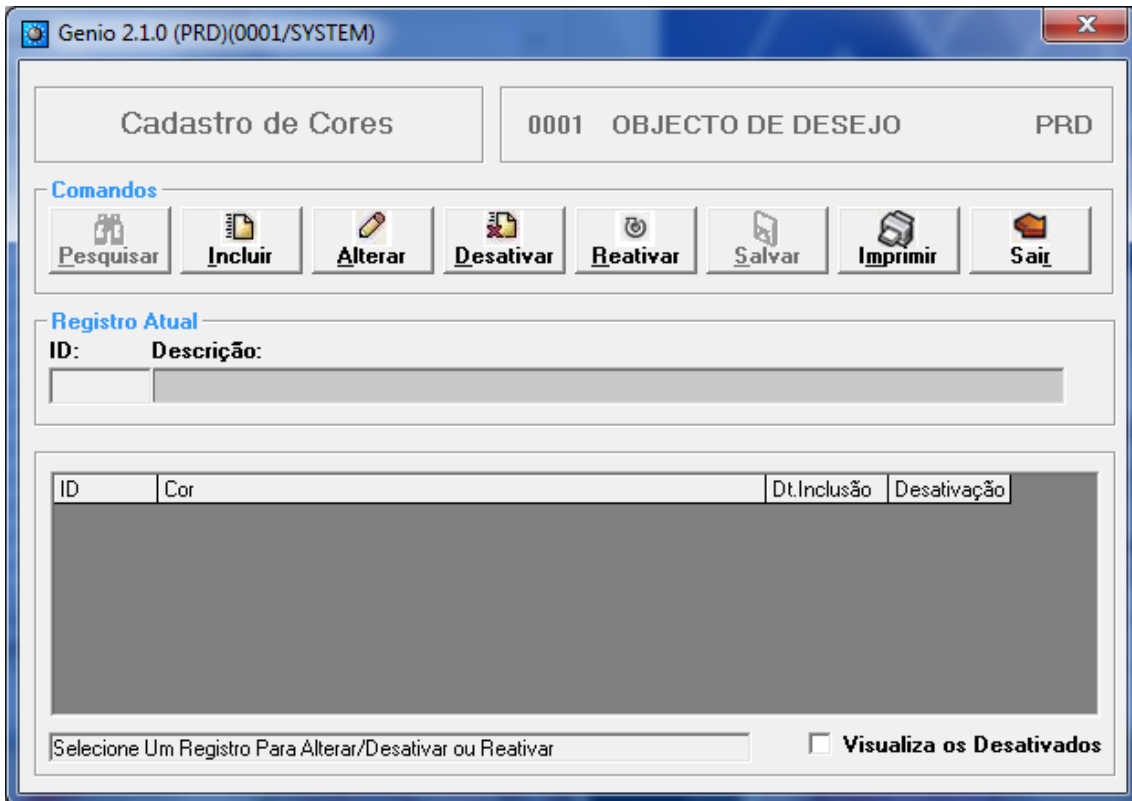 Genio 2.1.0 (PRD)(0001/SYSTEM)
Cadastro de Cores
0001 OBJECTO DE DESEJO PRD
Comandos
Pesquisar Incluir Alterar Desativar Reativar Salvar Imprimir Sair
Registro Atual
ID: Descrição:
ID Cor Dt.Inclusão Desativação
Selecione Um Registro Para Alterar/Desativar ou Reativar
Visualiza os Desativados